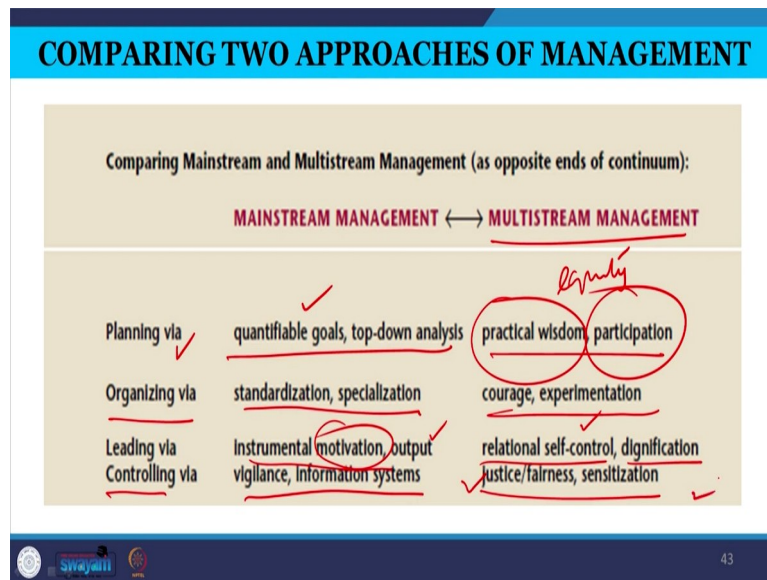 COMPARING TWO APPROACHES OF MANAGEMENT
Comparing Mainstream and Multistream Management (as opposite ends of continuum):
MAINSTREAM MANAGEMENT ⟷ MULTISTREAM MANAGEMENT
equity
Planning via quantifiable goals, top-down analysis practical wisdom, participation
Organizing via standardization, specialization courage, experimentation
Leading via instrumental motivation, output relational self-control, dignification
Controlling via vigilance, information systems justice/fairness, sensitization
swayam
43